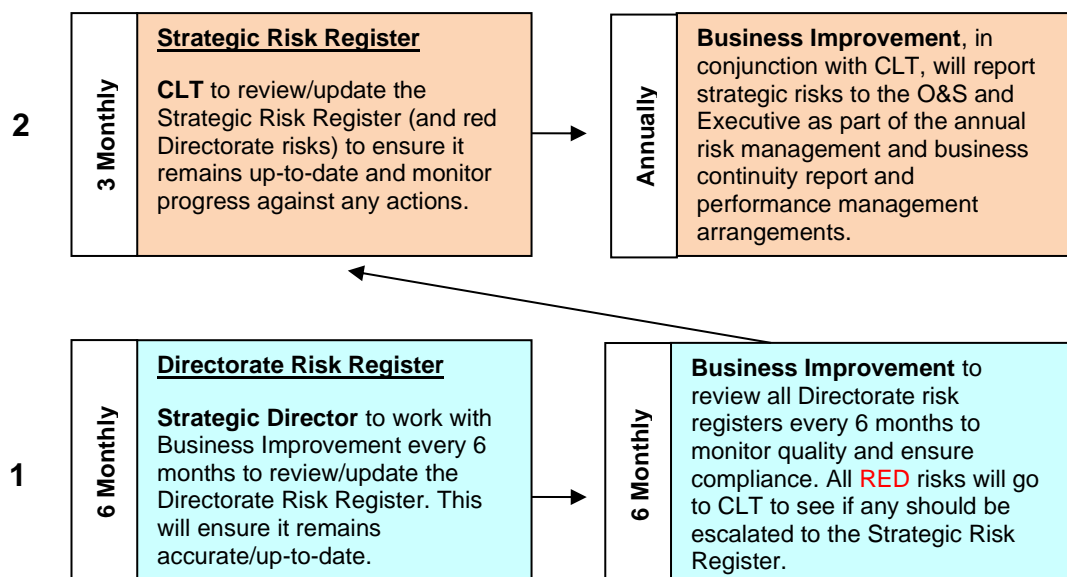 2
3 Monthly
Strategic Risk Register
CLT to review/update the
Strategic Risk Register (and red
Directorate risks) to ensure it
remains up-to-date and monitor
progress against any actions.
Annually
Business Improvement, in
conjunction with CLT, will report
strategic risks to the O&S and
Executive as part of the annual
risk management and business
continuity report and
performance management
arrangements.
1
6 Monthly
Directorate Risk Register
Strategic Director to work with
Business Improvement every 6
months to review/update the
Directorate Risk Register. This
will ensure it remains
accurate/up-to-date.
6 Monthly
Business Improvement to
review all Directorate risk
registers every 6 months to
monitor quality and ensure
compliance. All RED risks will go
to CLT to see if any should be
escalated to the Strategic Risk
Register.